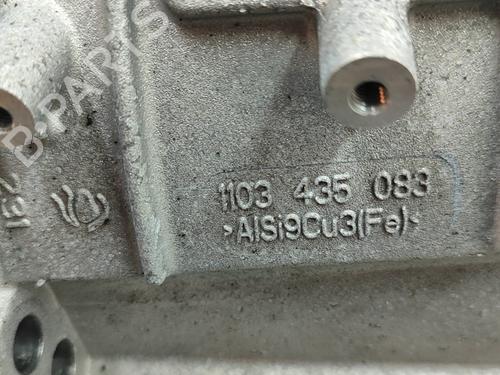 1103 435 083
>AlSi9Cu3(Fe)<
B-PARTS